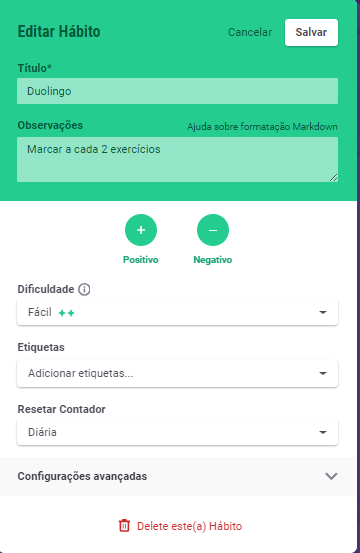 Editar Hábito
Cancelar
Salvar
Título*
Duolingo
Observações
Ajuda sobre formatação Markdown
Marcar a cada 2 exercícios
Positivo
Negativo
Dificuldade
Fácil
Etiquetas
Adicionar etiquetas...
Resetar Contador
Diária
Configurações avançadas
Delete este(a) Hábito